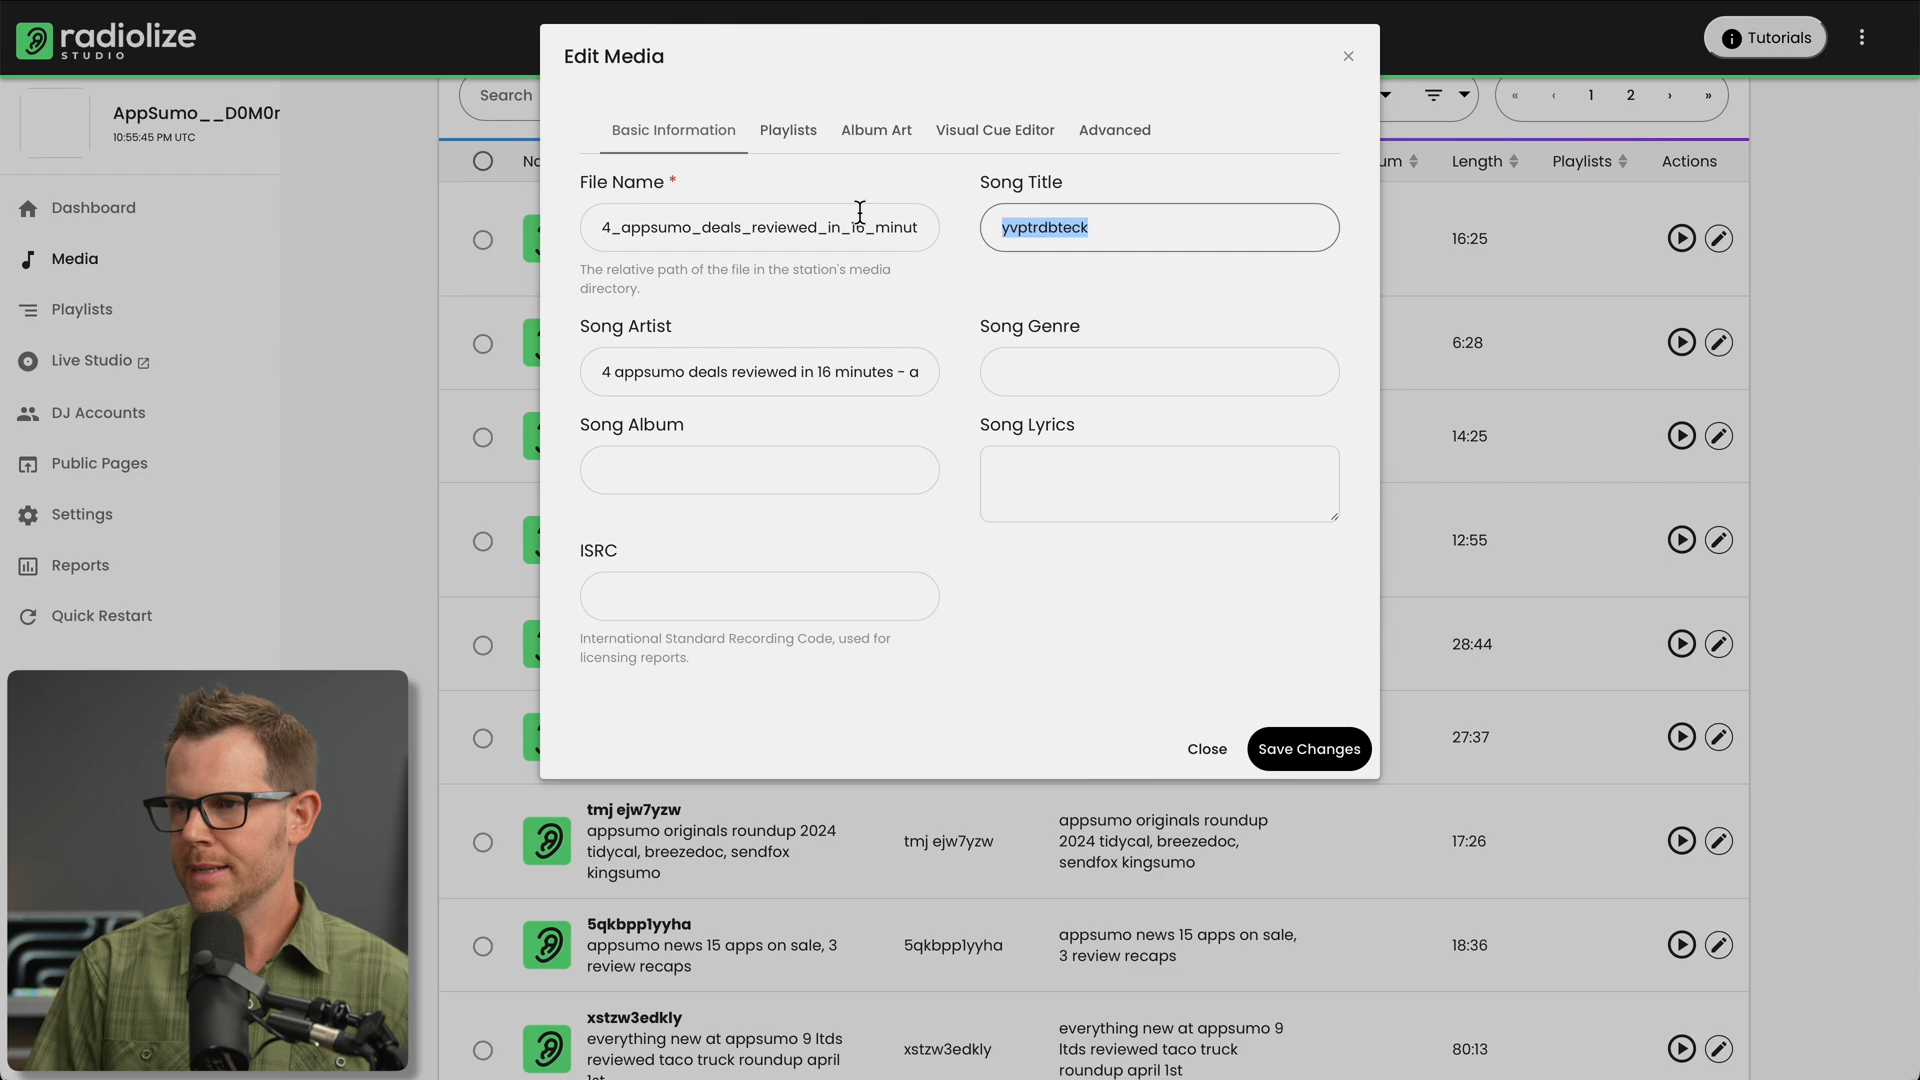 radiolize
STUDIO
Tutorials
AppSumo__D0M0
10:55:45 PM UTC
Dashboard
Media
Playlists
Live Studio
DJ Accounts
Public Pages
Settings
Reports
Quick Restart
Search
« ‹ 1 2 › »
Length Playlists Actions
Edit Media
Basic Information Playlists Album Art Visual Cue Editor Advanced
File Name *
4_appsumo_deals_reviewed_in_16_minut
The relative path of the file in the station's media
directory.
Song Title
yvptrdbteck
Song Artist
4 appsumo deals reviewed in 16 minutes - a
Song Genre
Song Album
Song Lyrics
ISRC
International Standard Recording Code, used for
licensing reports.
Close Save Changes
16:25
6:28
14:25
12:55
28:44
27:37
tmj ejw7yzw
appsumo originals roundup 2024
tidycal, breezedoc, sendfox
kingsumo
tmj ejw7yzw
appsumo originals roundup
2024 tidycal, breezedoc,
sendfox kingsumo
17:26
5qkbpp1yyha
appsumo news 15 apps on sale, 3
review recaps
5qkbpp1yyha
appsumo news 15 apps on sale,
3 review recaps
18:36
xstzw3edkly
everything new at appsumo 9 ltds
reviewed taco truck roundup april
1st
xstzw3edkly
everything new at appsumo 9
ltds reviewed taco truck
roundup april 1st
80:13